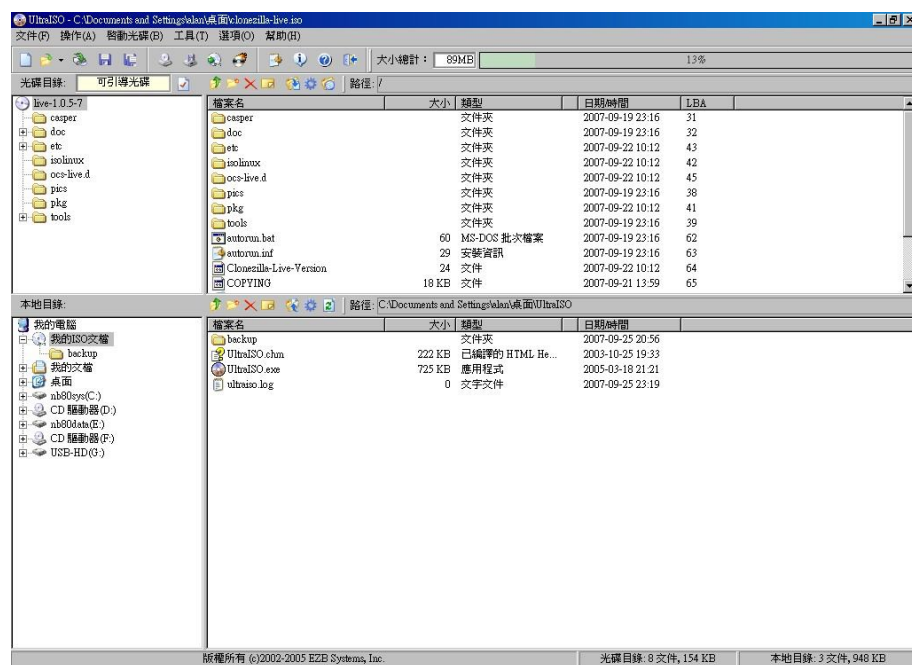 UltraISO - C:\Documents and Settings\alan\桌面\clonezilla-live.iso
文件(F) 操作(A) 啓動光碟(B) 工具(T) 選項(O) 幫助(H)
大小總計： 89MB 13%
光碟目錄: 可引導光碟 路徑: /
live-1.0.5-7
casper
doc
etc
isolinux
ocs-live.d
pics
pkg
tools
檔案名 大小 類型 日期/時間 LBA
casper 文件夾 2007-09-19 23:16 31
doc 文件夾 2007-09-19 23:16 32
etc 文件夾 2007-09-22 10:12 43
isolinux 文件夾 2007-09-22 10:12 42
ocs-live.d 文件夾 2007-09-22 10:12 45
pics 文件夾 2007-09-19 23:16 38
pkg 文件夾 2007-09-22 10:12 41
tools 文件夾 2007-09-19 23:16 39
autorun.bat 60 MS-DOS 批次檔案 2007-09-19 23:16 62
autorun.inf 29 安裝資訊 2007-09-19 23:16 63
Clonezilla-Live-Version 24 文件 2007-09-22 10:12 64
COPYING 18 KB 文件 2007-09-21 13:59 65
本地目錄: 路徑: C:\Documents and Settings\alan\桌面\UltraISO
我的電腦
我的ISO文檔
backup
我的文檔
桌面
nb80sys(C:)
CD 驅動器(D:)
nb80data(E:)
CD 驅動器(F:)
USB-HD(G:)
檔案名 大小 類型 日期/時間
backup 文件夾 2007-09-25 20:56
UltraISO.chm 222 KB 已編譯的 HTML He... 2003-10-25 19:33
UltraISO.exe 725 KB 應用程式 2005-03-18 21:21
ultraiso.log 0 文字文件 2007-09-25 23:19
版權所有 (c)2002-2005 EZB Systems, Inc. 光碟目錄: 8 文件, 154 KB 本地目錄: 3 文件, 948 KB